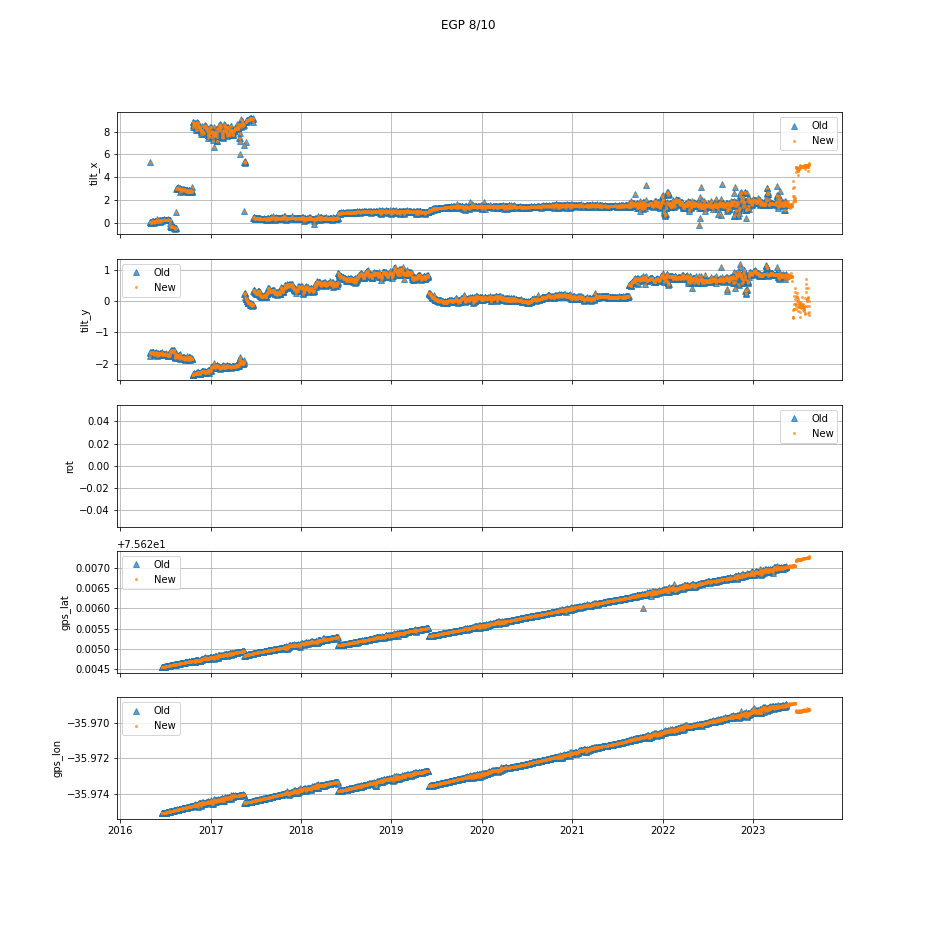 EGP 8/10
8
6
4
2
0
tilt_x
Old
New
1
0
−1
−2
tilt_y
Old
New
0.04
0.02
0.00
−0.02
−0.04
rot
Old
New
+7.562e1
0.0070
0.0065
0.0060
0.0055
0.0050
0.0045
gps_lat
Old
New
−35.970
−35.972
−35.974
gps_lon
Old
New
2016 2017 2018 2019 2020 2021 2022 2023